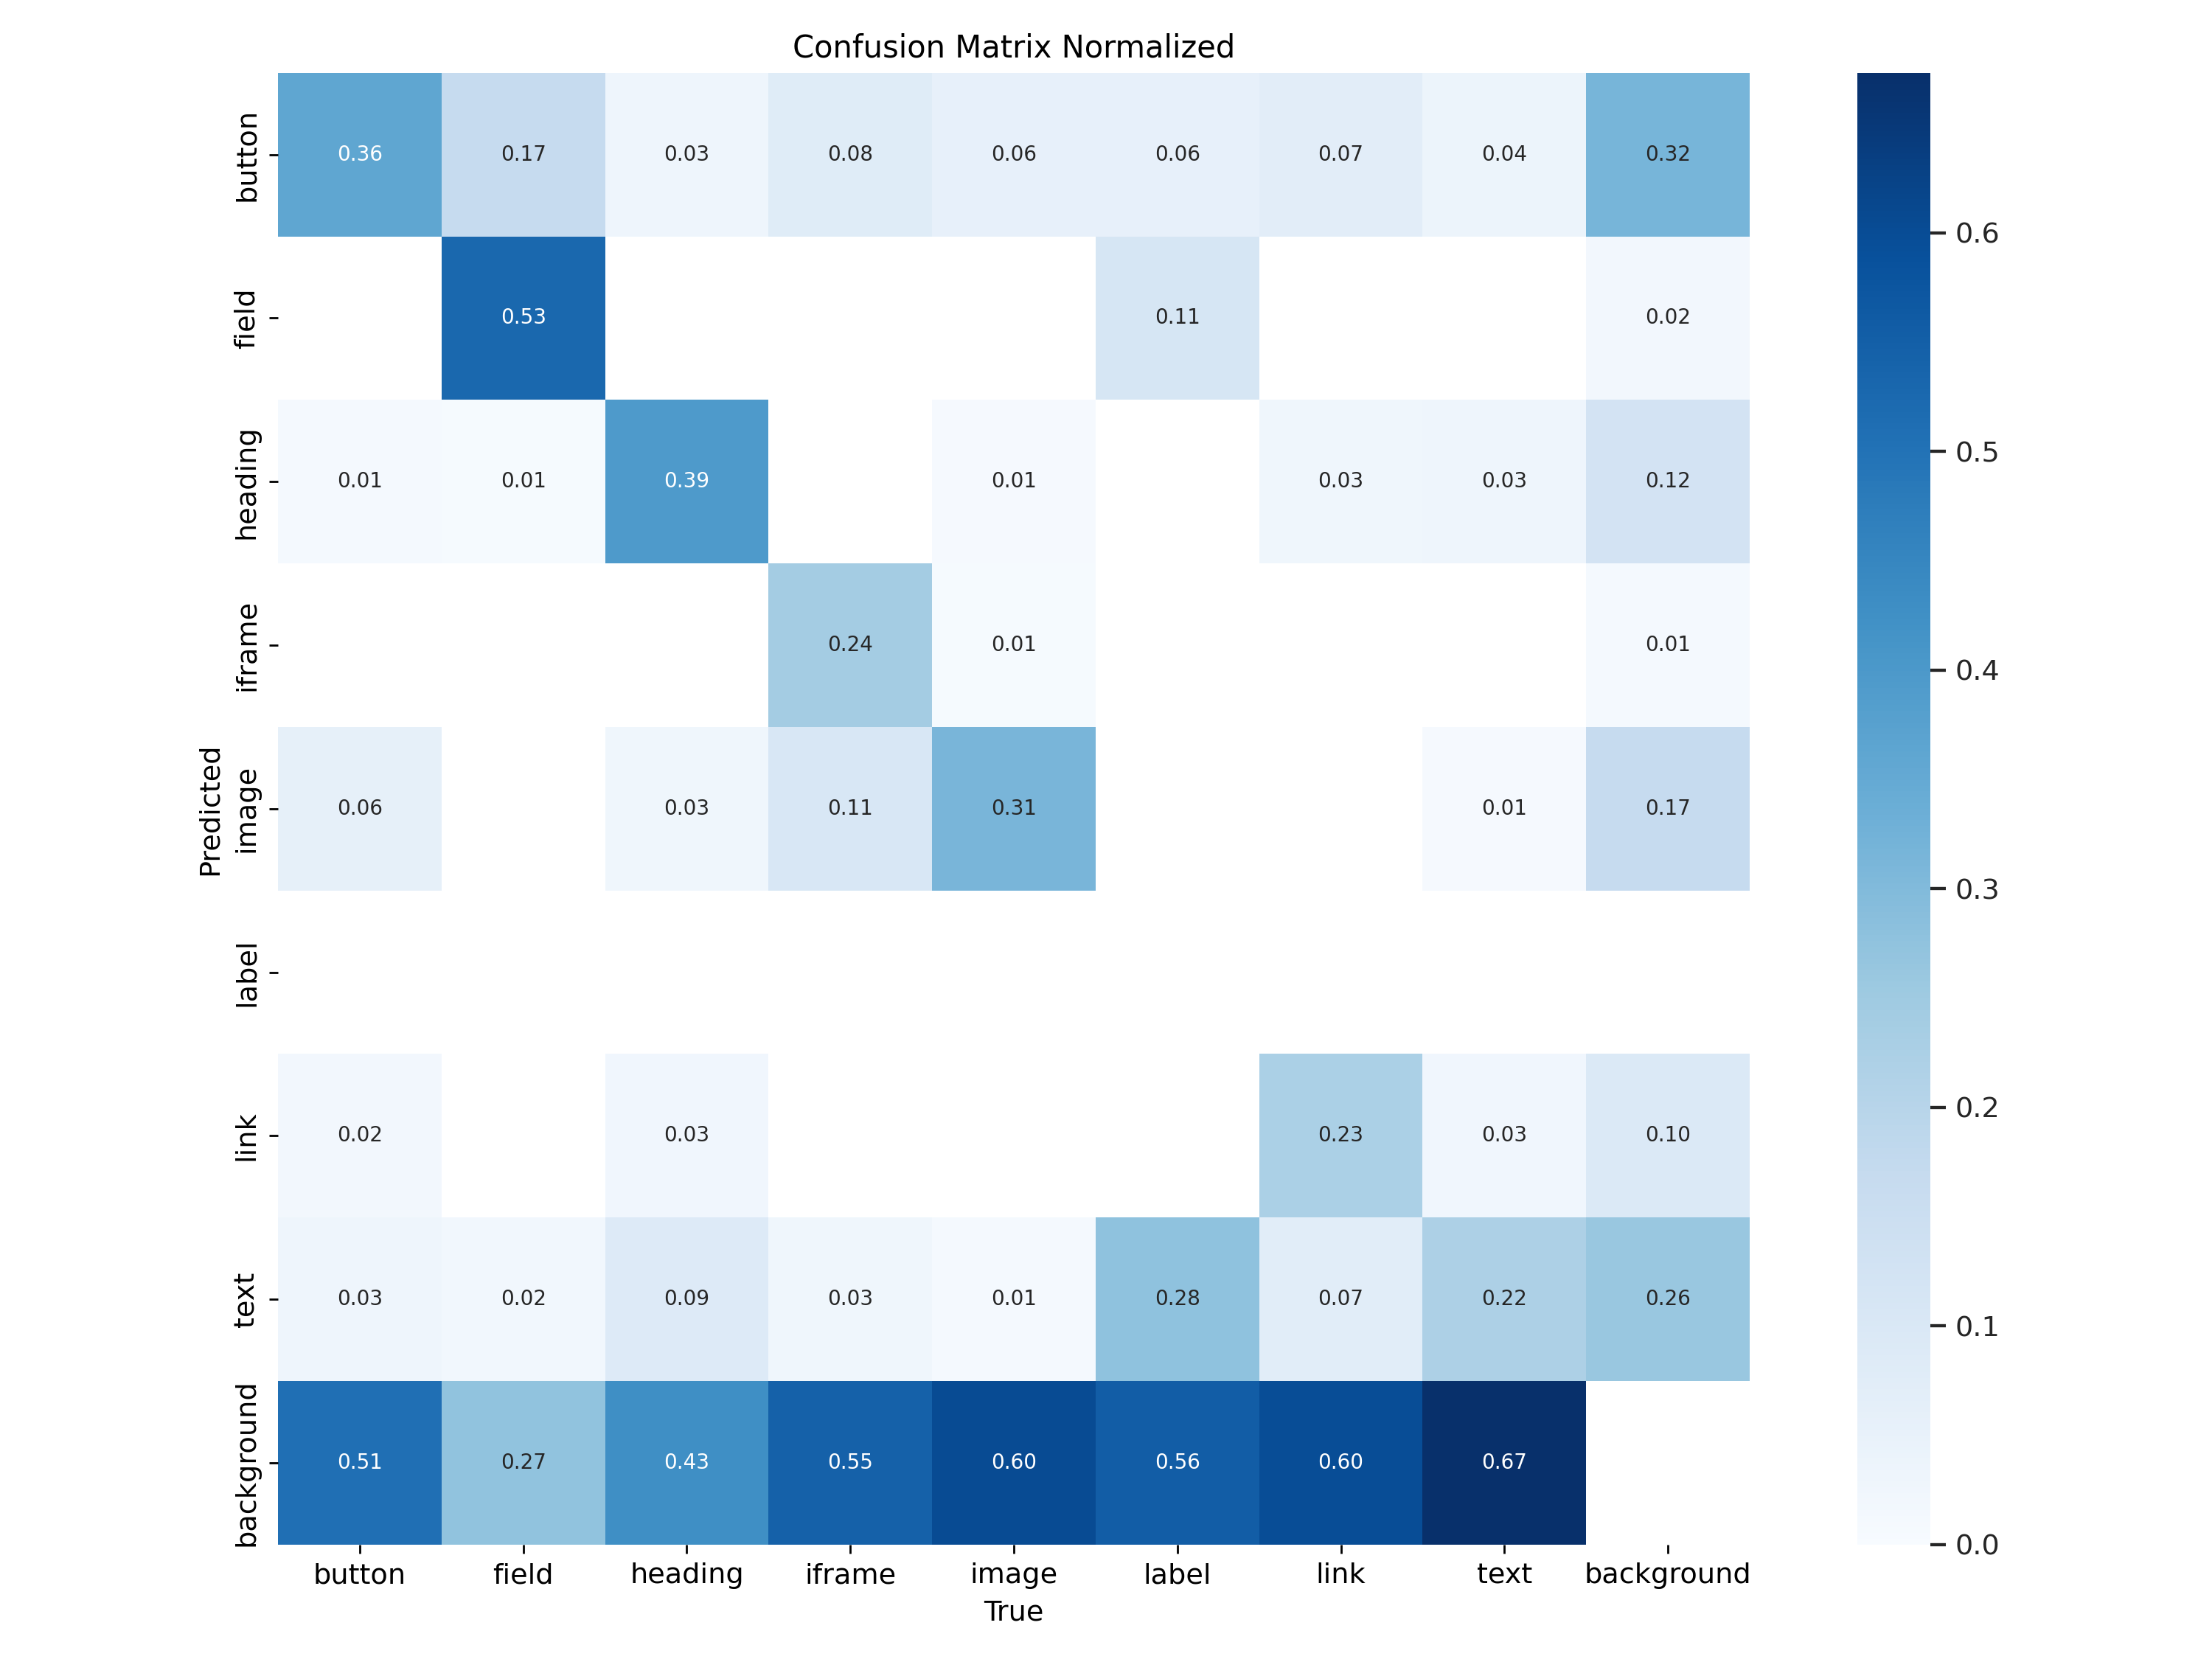 Confusion Matrix Normalized
button 0.36 0.17 0.03 0.08 0.06 0.06 0.07 0.04 0.32
field 0.53 0.11 0.02
heading 0.01 0.01 0.39 0.01 0.03 0.03 0.12
iframe 0.24 0.01 0.01
Predicted
image 0.06 0.03 0.11 0.31 0.01 0.17
label
link 0.02 0.03 0.23 0.03 0.10
text 0.03 0.02 0.09 0.03 0.01 0.28 0.07 0.22 0.26
background 0.51 0.27 0.43 0.55 0.60 0.56 0.60 0.67
button field heading iframe image label link text background
True
0.6
0.5
0.4
0.3
0.2
0.1
0.0